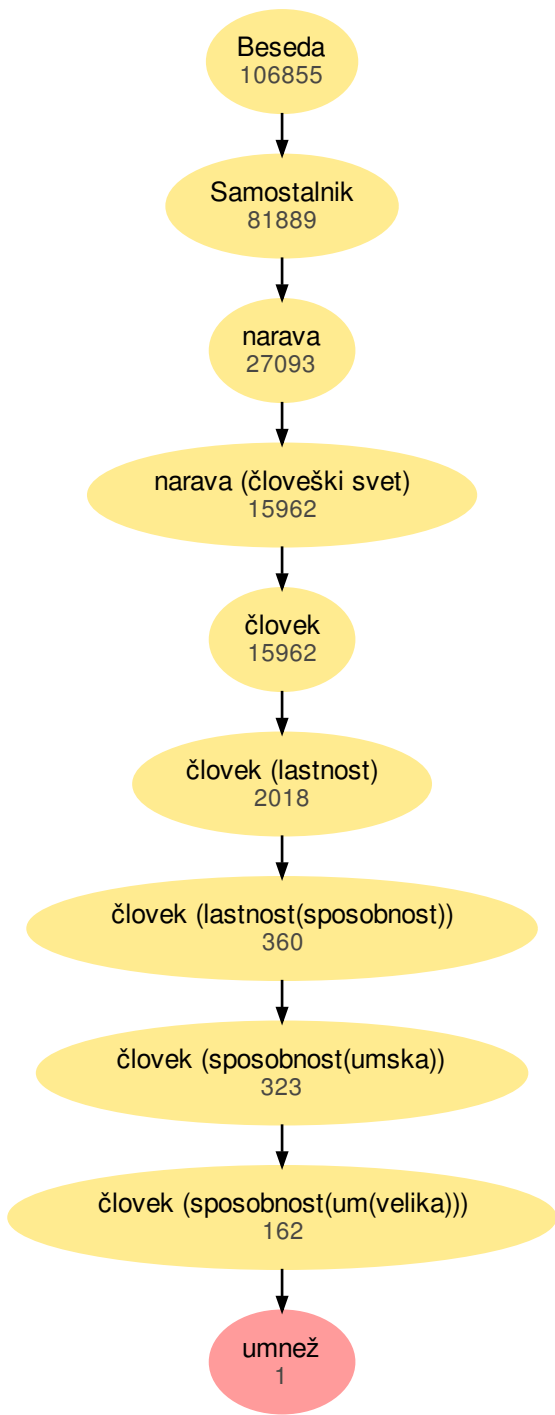 Beseda
106855
Samostalnik
81889
narava
27093
narava (človeški svet)
15962
človek
15962
človek (lastnost)
2018
človek (lastnost(sposobnost))
360
človek (sposobnost(umska))
323
človek (sposobnost(um(velika)))
162
umnež
1